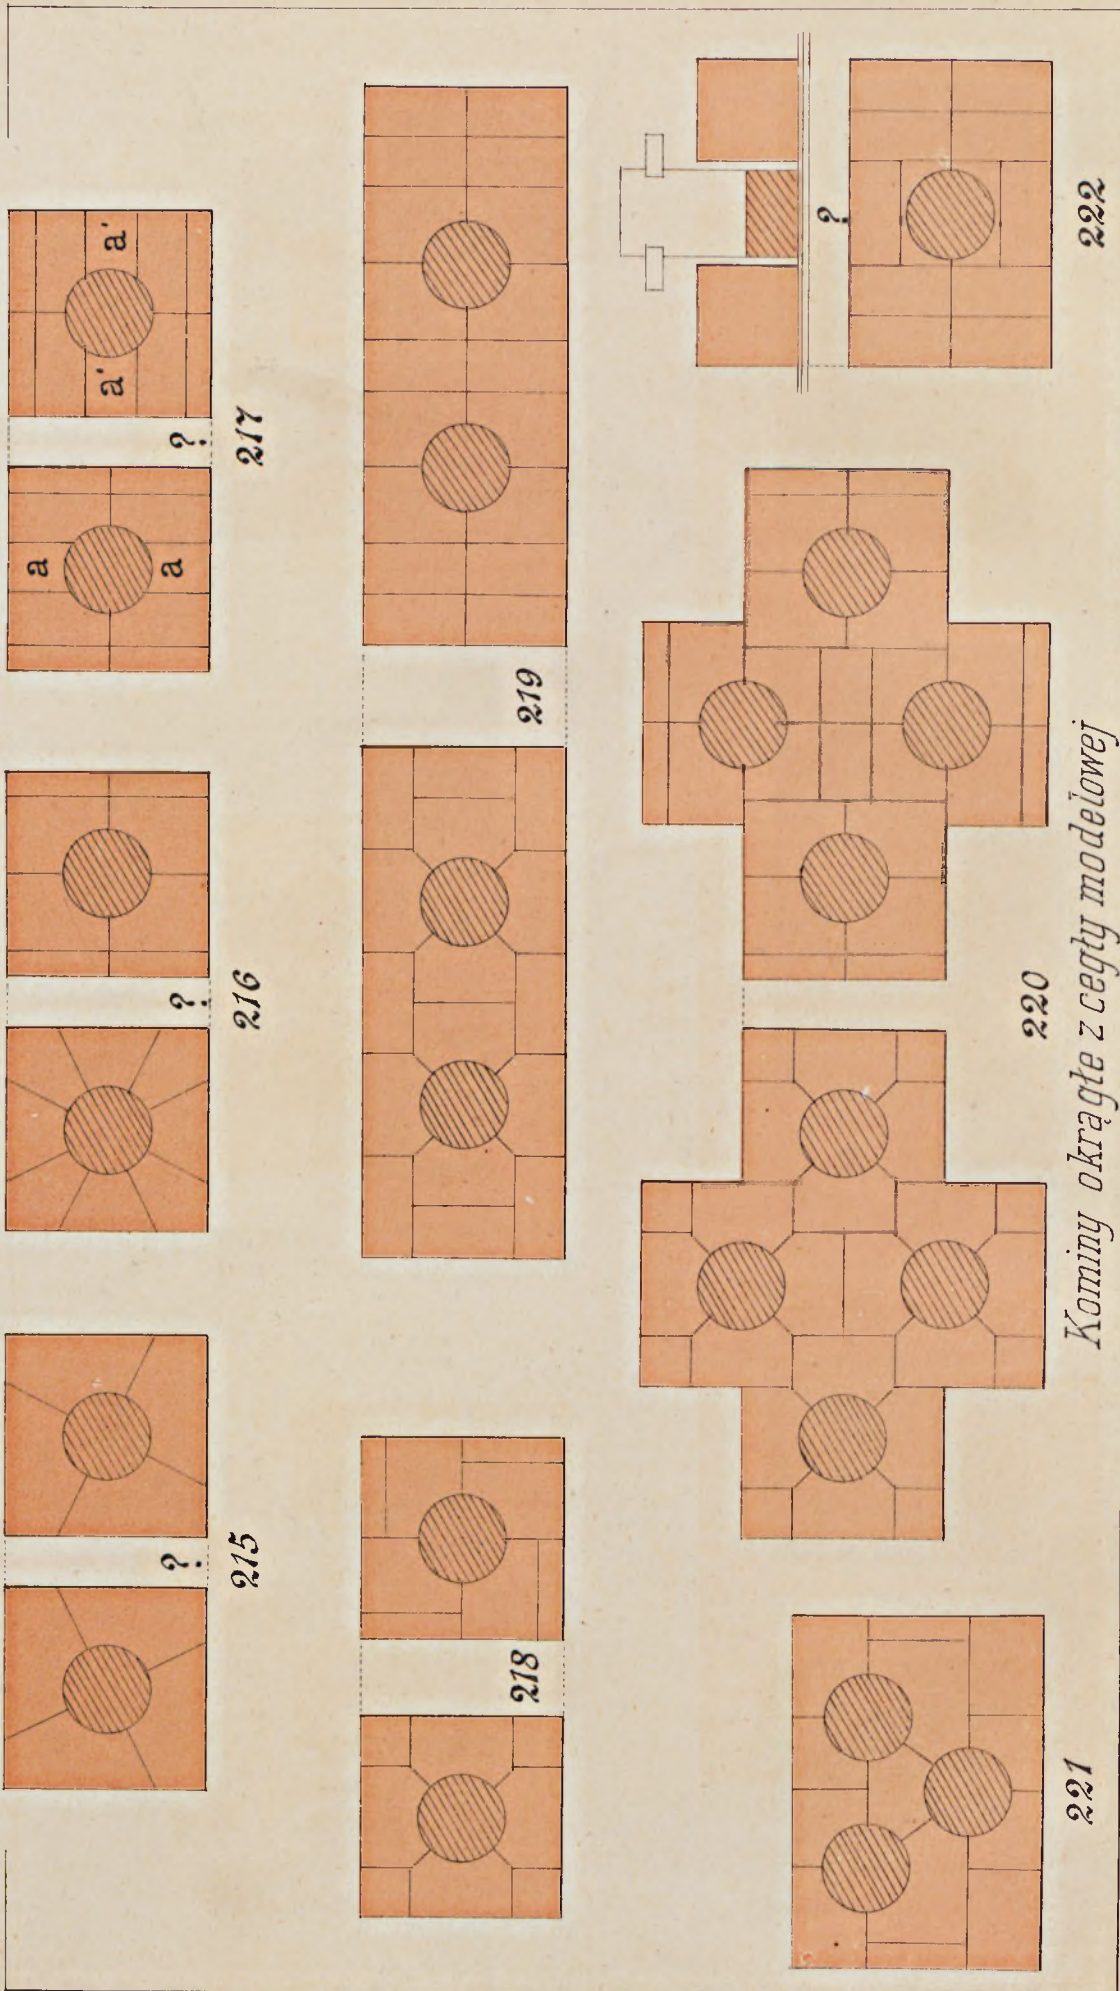 a
a' a'
a
? ? ?
215 216 217
218 219
?
221 220 222
Kominy okrągłe z cegły modelowej